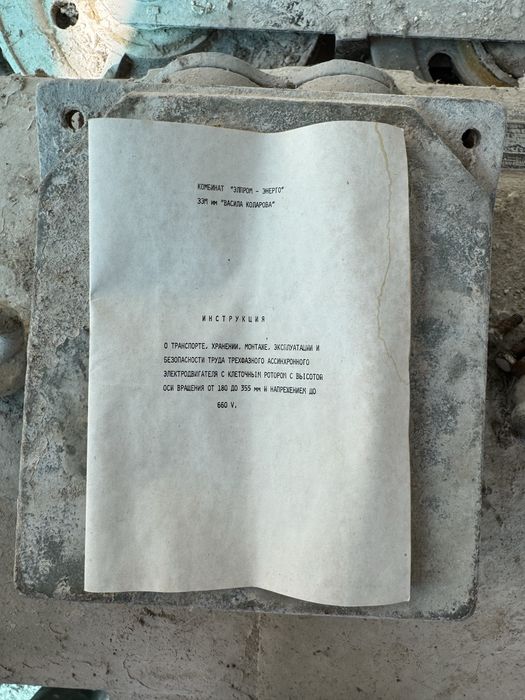 КОМБИНАТ "ЭЛПРОМ - ЭНЕРГО"
ЗЭМ им "ВАСИЛА КОЛАРОВА"
ИНСТРУКЦИЯ
О ТРАНСПОРТЕ, ХРАНЕНИИ, МОНТАЖЕ, ЭКСПЛУАТАЦИИ И
БЕЗОПАСНОСТИ ТРУДА ТРЕХФАЗНОГО АССИНХРОННОГО
ЭЛЕКТРОДВИГАТЕЛЯ С КЛЕТОЧНЫМ РОТОРОМ С ВЫСОТОЙ
ОСИ ВРАЩЕНИЯ ОТ 180 ДО 355 мм И НАПРЕЖЕНИЕМ ДО
660 V.